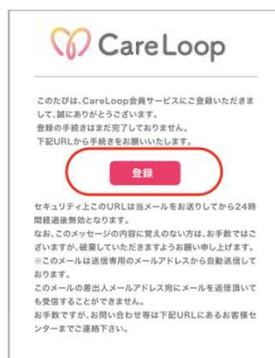 CareLoop
このたびは、CareLoop会員サービスにご登録いただきま
して、誠にありがとうございます。
登録の手続きはまだ完了しておりません。
下記URLから手続きをお願いいたします。
登録
セキュリティ上このURLは当メールをお送りしてから24時
間経過後無効となります。
なお、このメッセージの内容に覚えのない方は、お手数ではご
ざいますが、破棄していただきますようお願い申し上げます。
※このメールは送信専用のメールアドレスから自動送信して
おります。
このメールの差出人メールアドレス宛にメールを返信頂いて
も受信することができません。
お手数ですが、お問い合わせ等は下記URLにあるお客様セ
ンターまでご連絡下さい。